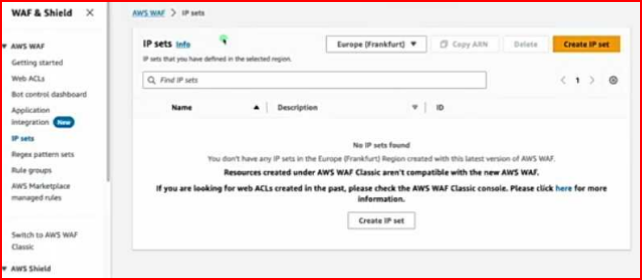 WAF & Shield
AWS WAF
Getting started
Web ACLs
Bot control dashboard
Application
integration New
IP sets
Regex pattern sets
Rule groups
AWS Marketplace
managed rules
Switch to AWS WAF
Classic
AWS Shield
AWS WAF > IP sets
IP sets Info
Europe (Frankfurt)
Copy ARN
Delete
Create IP set
IP sets that you have defined in the selected region.
Find IP sets
1
Name
Description
ID
No IP sets found
You don't have any IP sets in the Europe (Frankfurt) Region created with this latest version of AWS WAF.
Resources created under AWS WAF Classic aren't compatible with the new AWS WAF.
If you are looking for web ACLs created in the past, please check the AWS WAF Classic console. Please click here for more
information.
Create IP set